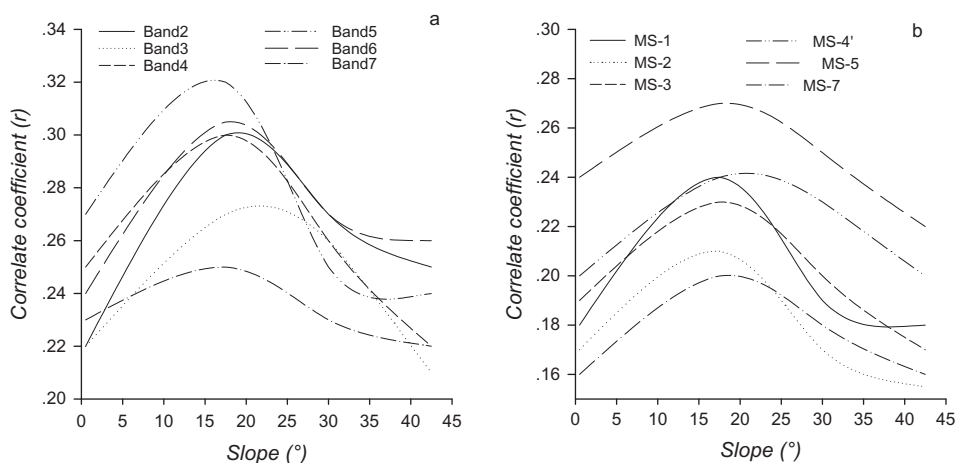 a
Band2
Band3
Band4
Band5
Band6
Band7
.34
.32
.30
.28
.26
.24
.22
.20
Correlate coefficient (r)
0 5 10 15 20 25 30 35 40 45
Slope (°)
b
MS-1
MS-2
MS-3
MS-4'
MS-5
MS-7
.30
.28
.26
.24
.22
.20
.18
.16
Correlate coefficient (r)
0 5 10 15 20 25 30 35 40 45
Slope (°)